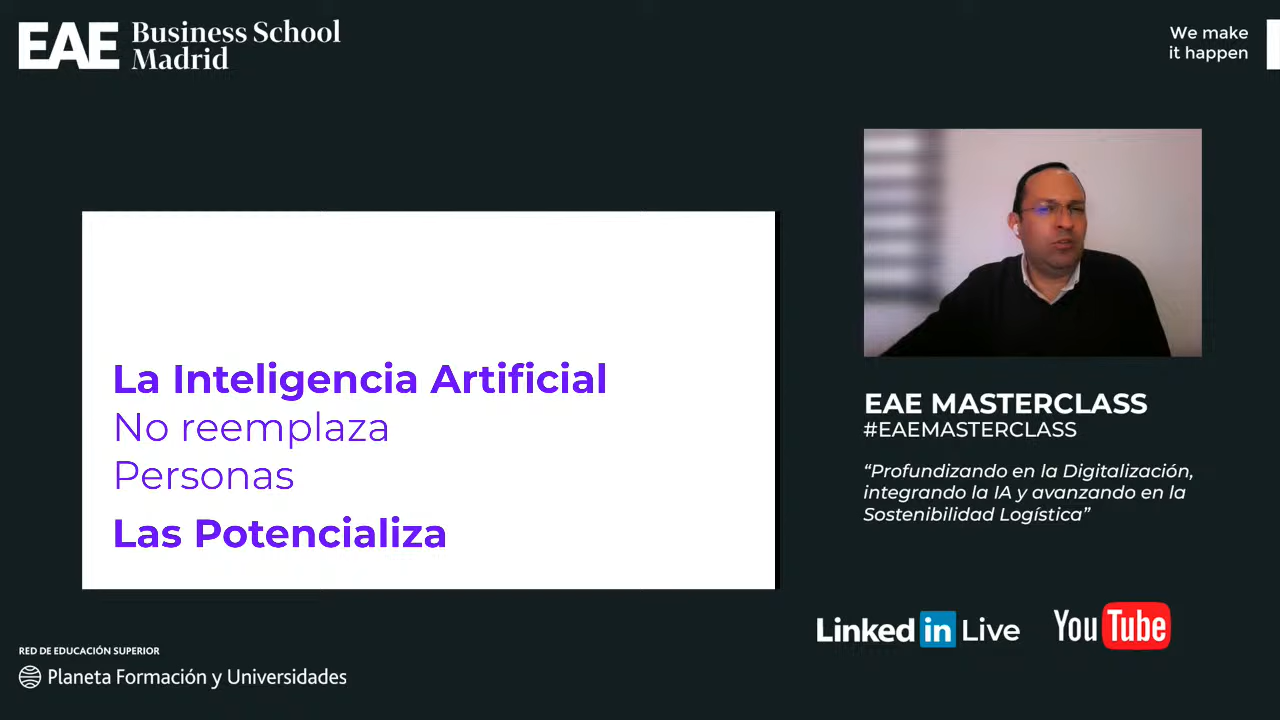 EAE Business School
Madrid
We make
it happen
La Inteligencia Artificial
No reemplaza
Personas
Las Potencializa
EAE MASTERCLASS
#EAEMASTERCLASS
“Profundizando en la Digitalización,
integrando la IA y avanzando en la
Sostenibilidad Logística”
Linked in Live
YouTube
RED DE EDUCACIÓN SUPERIOR
Planeta Formación y Universidades